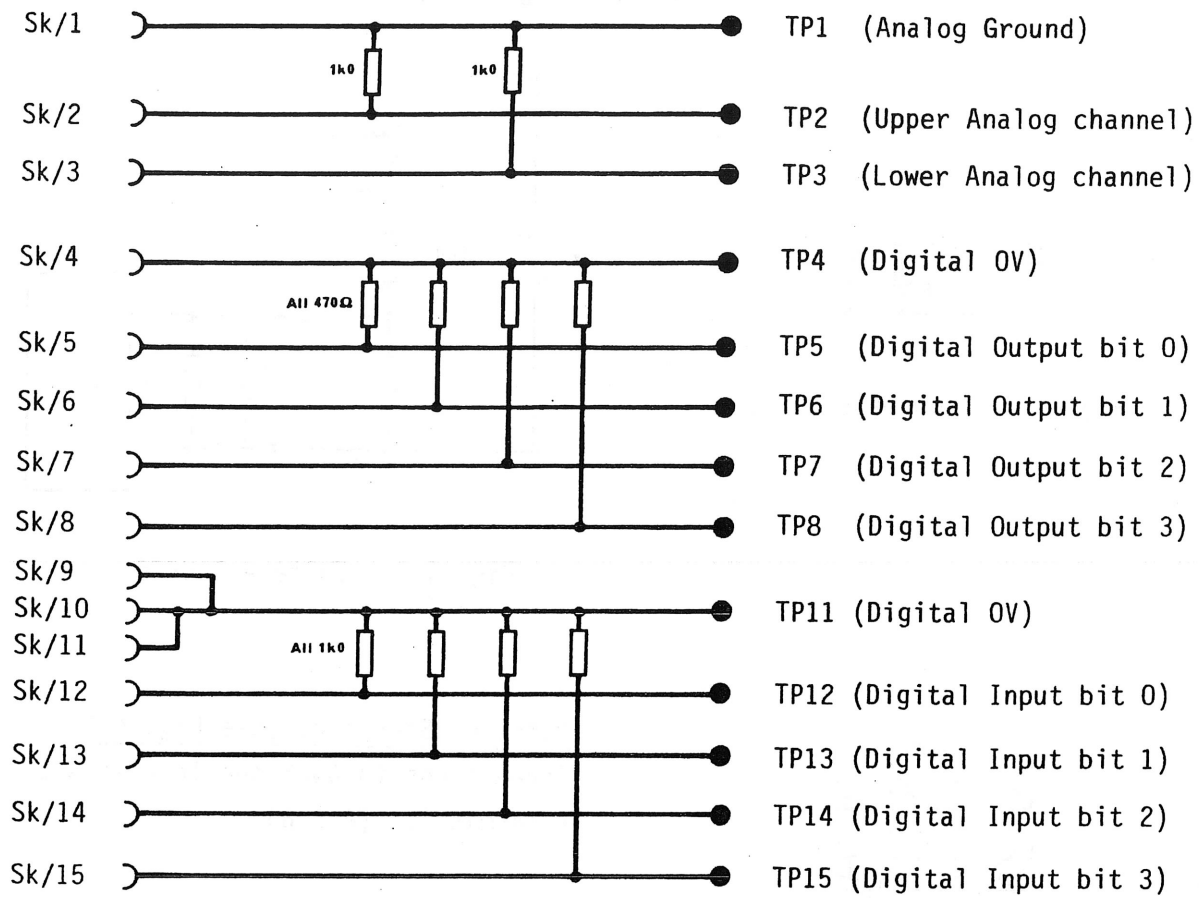 Sk/1 TP1 (Analog Ground)
1k0 1k0
Sk/2 TP2 (Upper Analog channel)
Sk/3 TP3 (Lower Analog channel)
Sk/4 TP4 (Digital 0V)
All 470Ω
Sk/5 TP5 (Digital Output bit 0)
Sk/6 TP6 (Digital Output bit 1)
Sk/7 TP7 (Digital Output bit 2)
Sk/8 TP8 (Digital Output bit 3)
Sk/9
Sk/10 TP11 (Digital 0V)
Sk/11 All 1k0
Sk/12 TP12 (Digital Input bit 0)
Sk/13 TP13 (Digital Input bit 1)
Sk/14 TP14 (Digital Input bit 2)
Sk/15 TP15 (Digital Input bit 3)